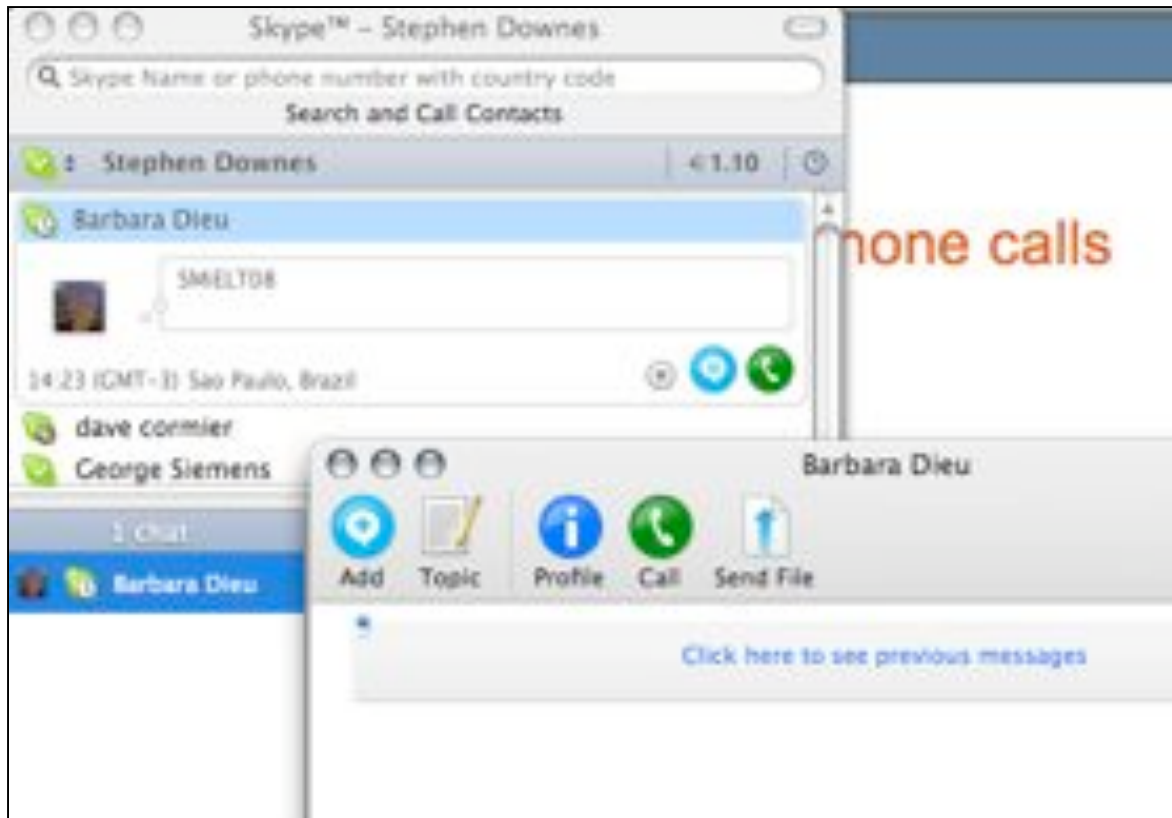 Skype™ – Stephen Downes
Skype Name or phone number with country code
Search and Call Contacts
Stephen Downes € 1.10
Barbara Dieu
SMiELT08
14:23 (GMT-3) Sao Paulo, Brazil
hone calls
dave cormier
George Siemens
1 chat
Barbara Dieu
Barbara Dieu
Add Topic Profile Call Send File
Click here to see previous messages